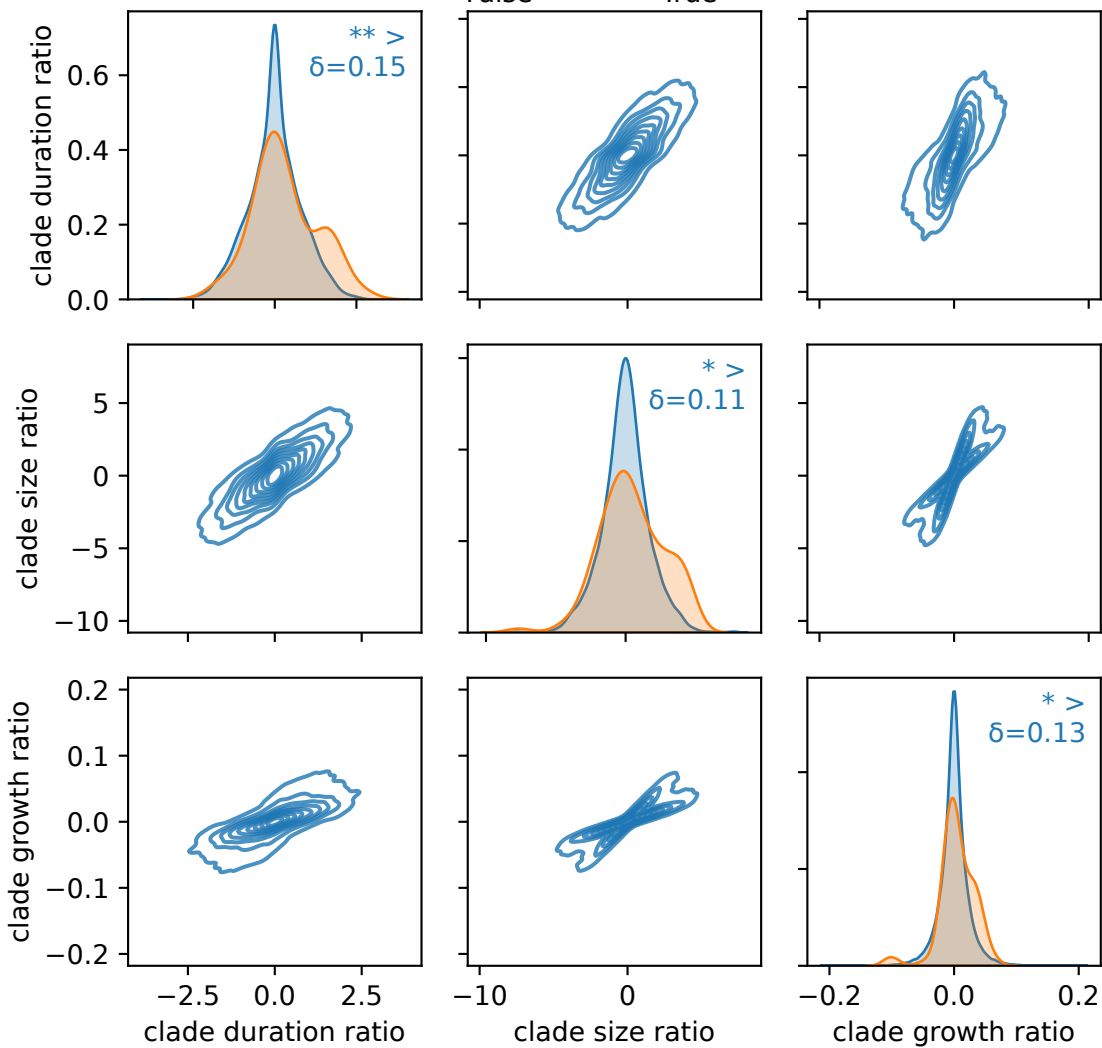 False True
clade duration ratio
0.6
0.4
0.2
0.0
** >
δ=0.15
clade size ratio
5
0
−5
−10
* >
δ=0.11
clade growth ratio
0.2
0.1
0.0
−0.1
−0.2
* >
δ=0.13
−2.5 0.0 2.5
−10 0
−0.2 0.0 0.2
clade duration ratio
clade size ratio
clade growth ratio